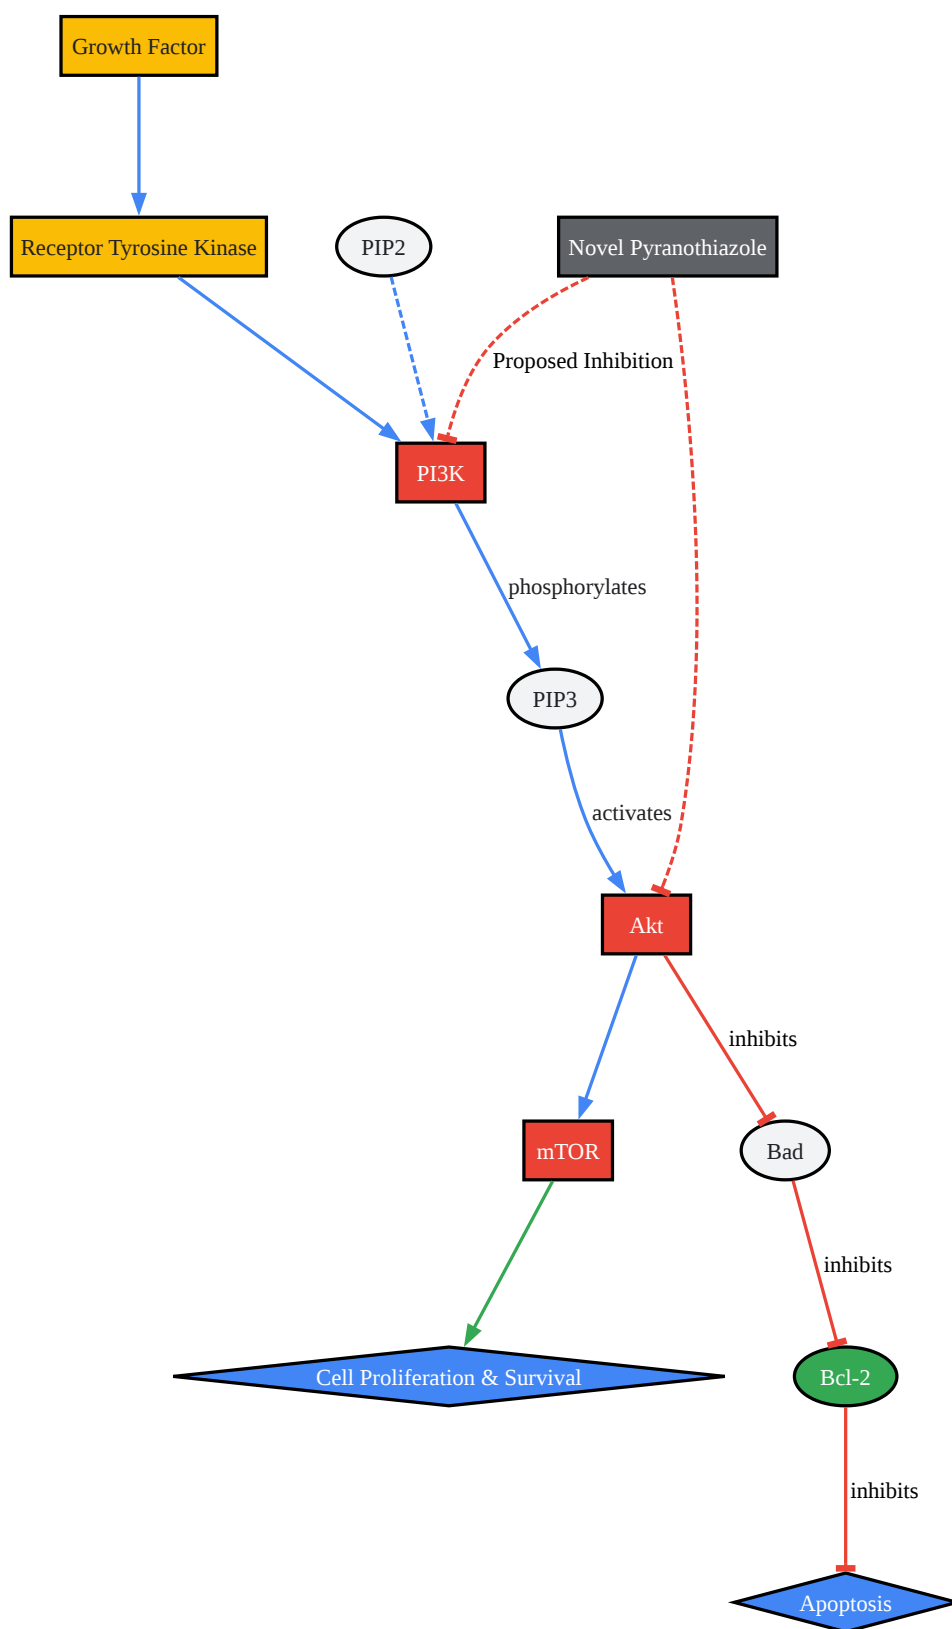 Growth Factor
Receptor Tyrosine Kinase
PIP2
Novel Pyranothiazole
Proposed Inhibition
PI3K
phosphorylates
PIP3
activates
Akt
inhibits
mTOR
Bad
inhibits
Cell Proliferation & Survival
Bcl-2
inhibits
Apoptosis